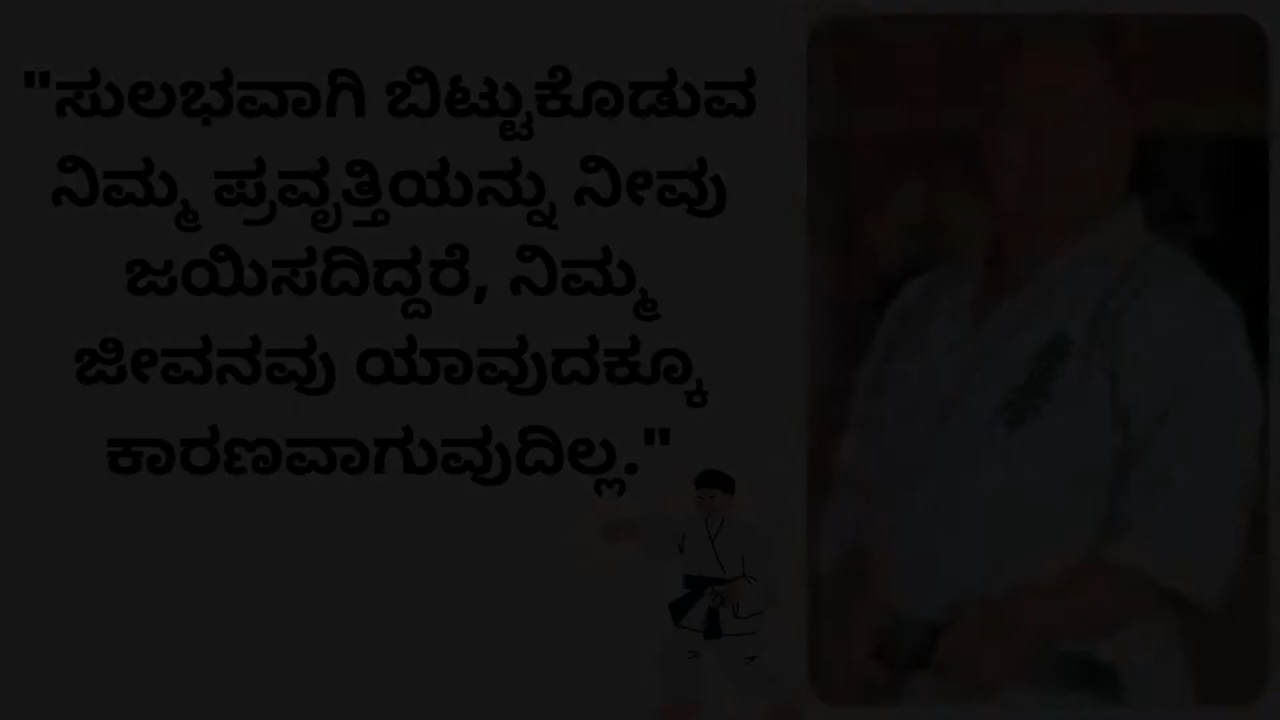 "ಸುಲಭವಾಗಿ ಬಿಟ್ಟುಕೊಡುವ
ನಿಮ್ಮ ಪ್ರವೃತ್ತಿಯನ್ನು ನೀವು
ಜಯಿಸದಿದ್ದರೆ, ನಿಮ್ಮ
ಜೀವನವು ಯಾವುದಕ್ಕೂ
ಕಾರಣವಾಗುವುದಿಲ್ಲ."